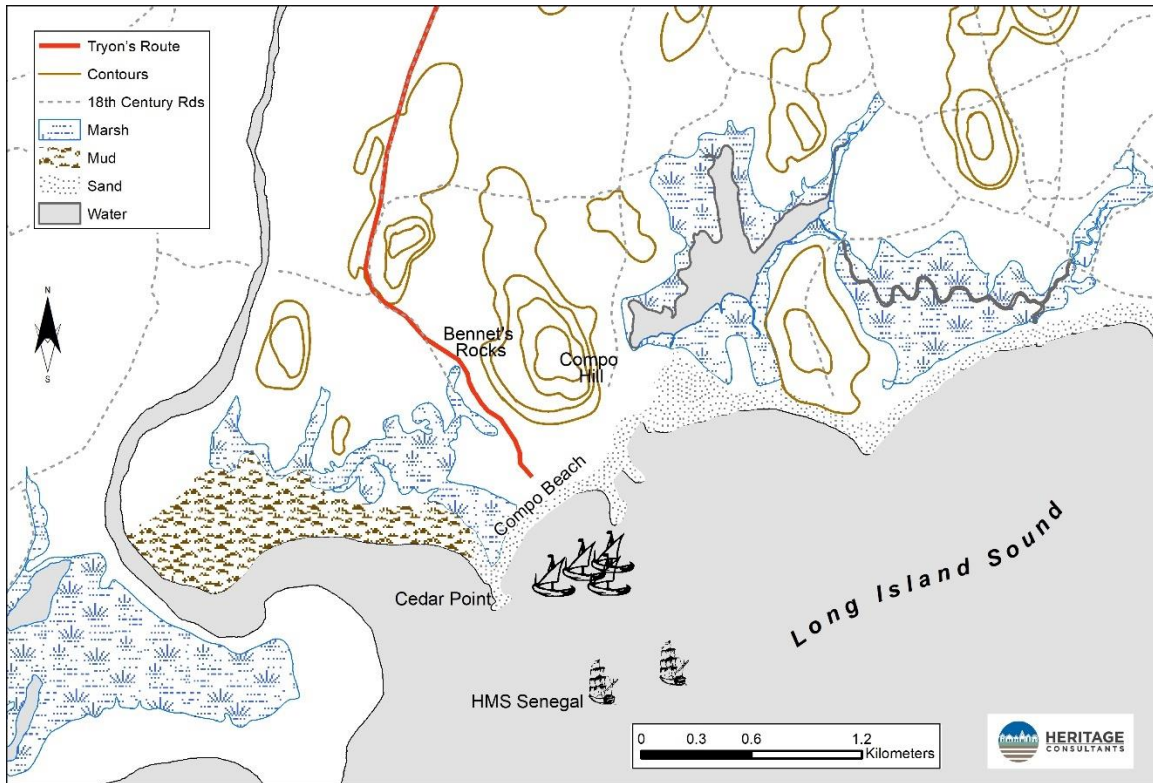 Tryon's Route
Contours
18th Century Rds
Marsh
Mud
Sand
Water
N
S
Bennet's
Rocks
Compo
Hill
Compo Beach
Cedar Point
Long Island Sound
HMS Senegal
0 0.3 0.6 1.2
Kilometers
HERITAGE
CONSULTANTS